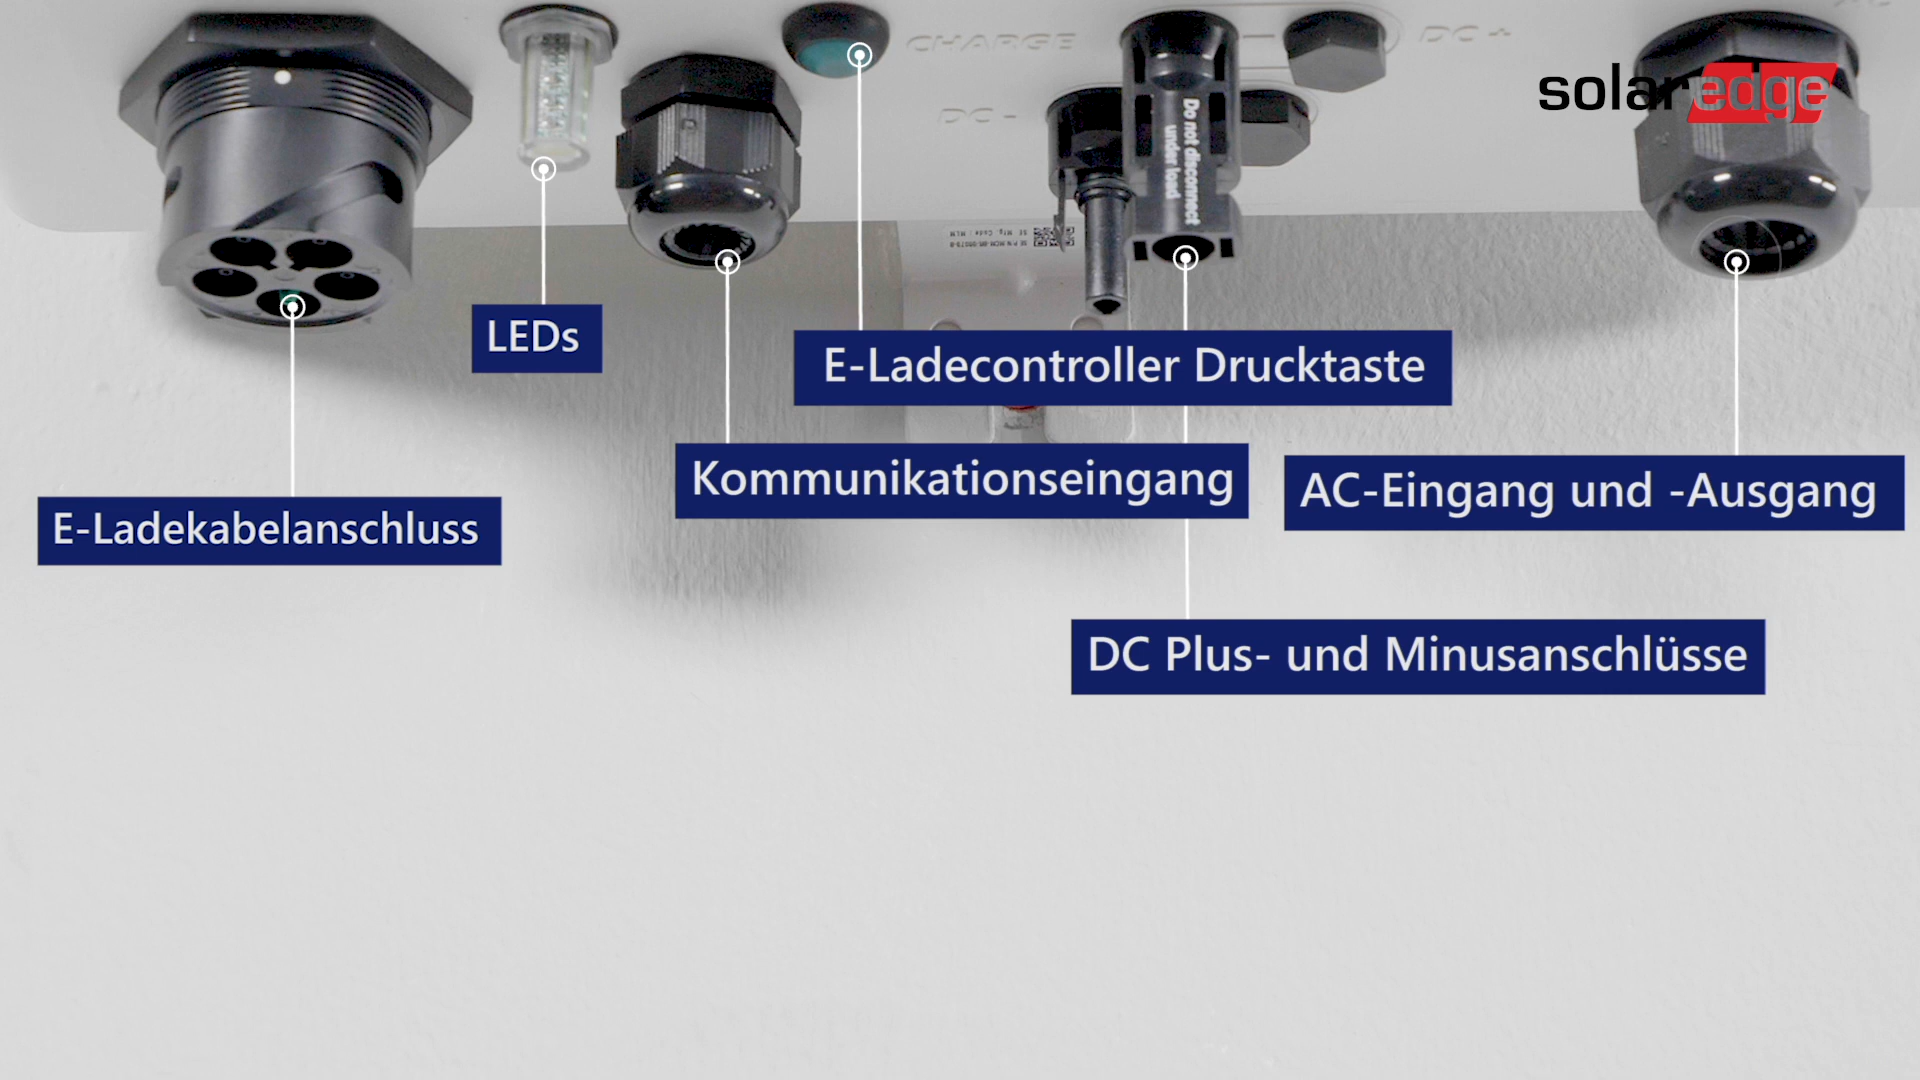 CHARGE
DC +
solaredge
DC -
Do not disconnect
under load
LEDs
E-Ladecontroller Drucktaste
Kommunikationseingang
AC-Eingang und -Ausgang
E-Ladekabelanschluss
DC Plus- und Minusanschlüsse